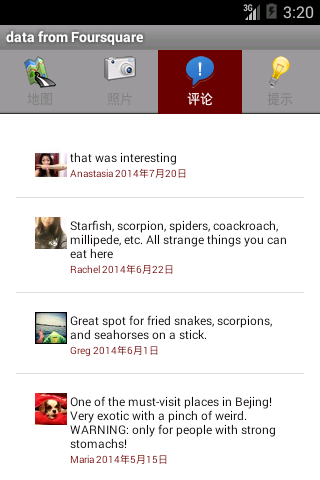 3G 3:20
data from Foursquare
地图 照片 评论 提示
that was interesting
Anastasia 2014年7月20日
Starfish, scorpion, spiders, coackroach,
millipede, etc. All strange things you can
eat here
Rachel 2014年6月22日
Great spot for fried snakes, scorpions,
and seahorses on a stick.
Greg 2014年6月1日
One of the must-visit places in Bejing!
Very exotic with a pinch of weird.
WARNING: only for people with strong
stomachs!
Maria 2014年5月15日